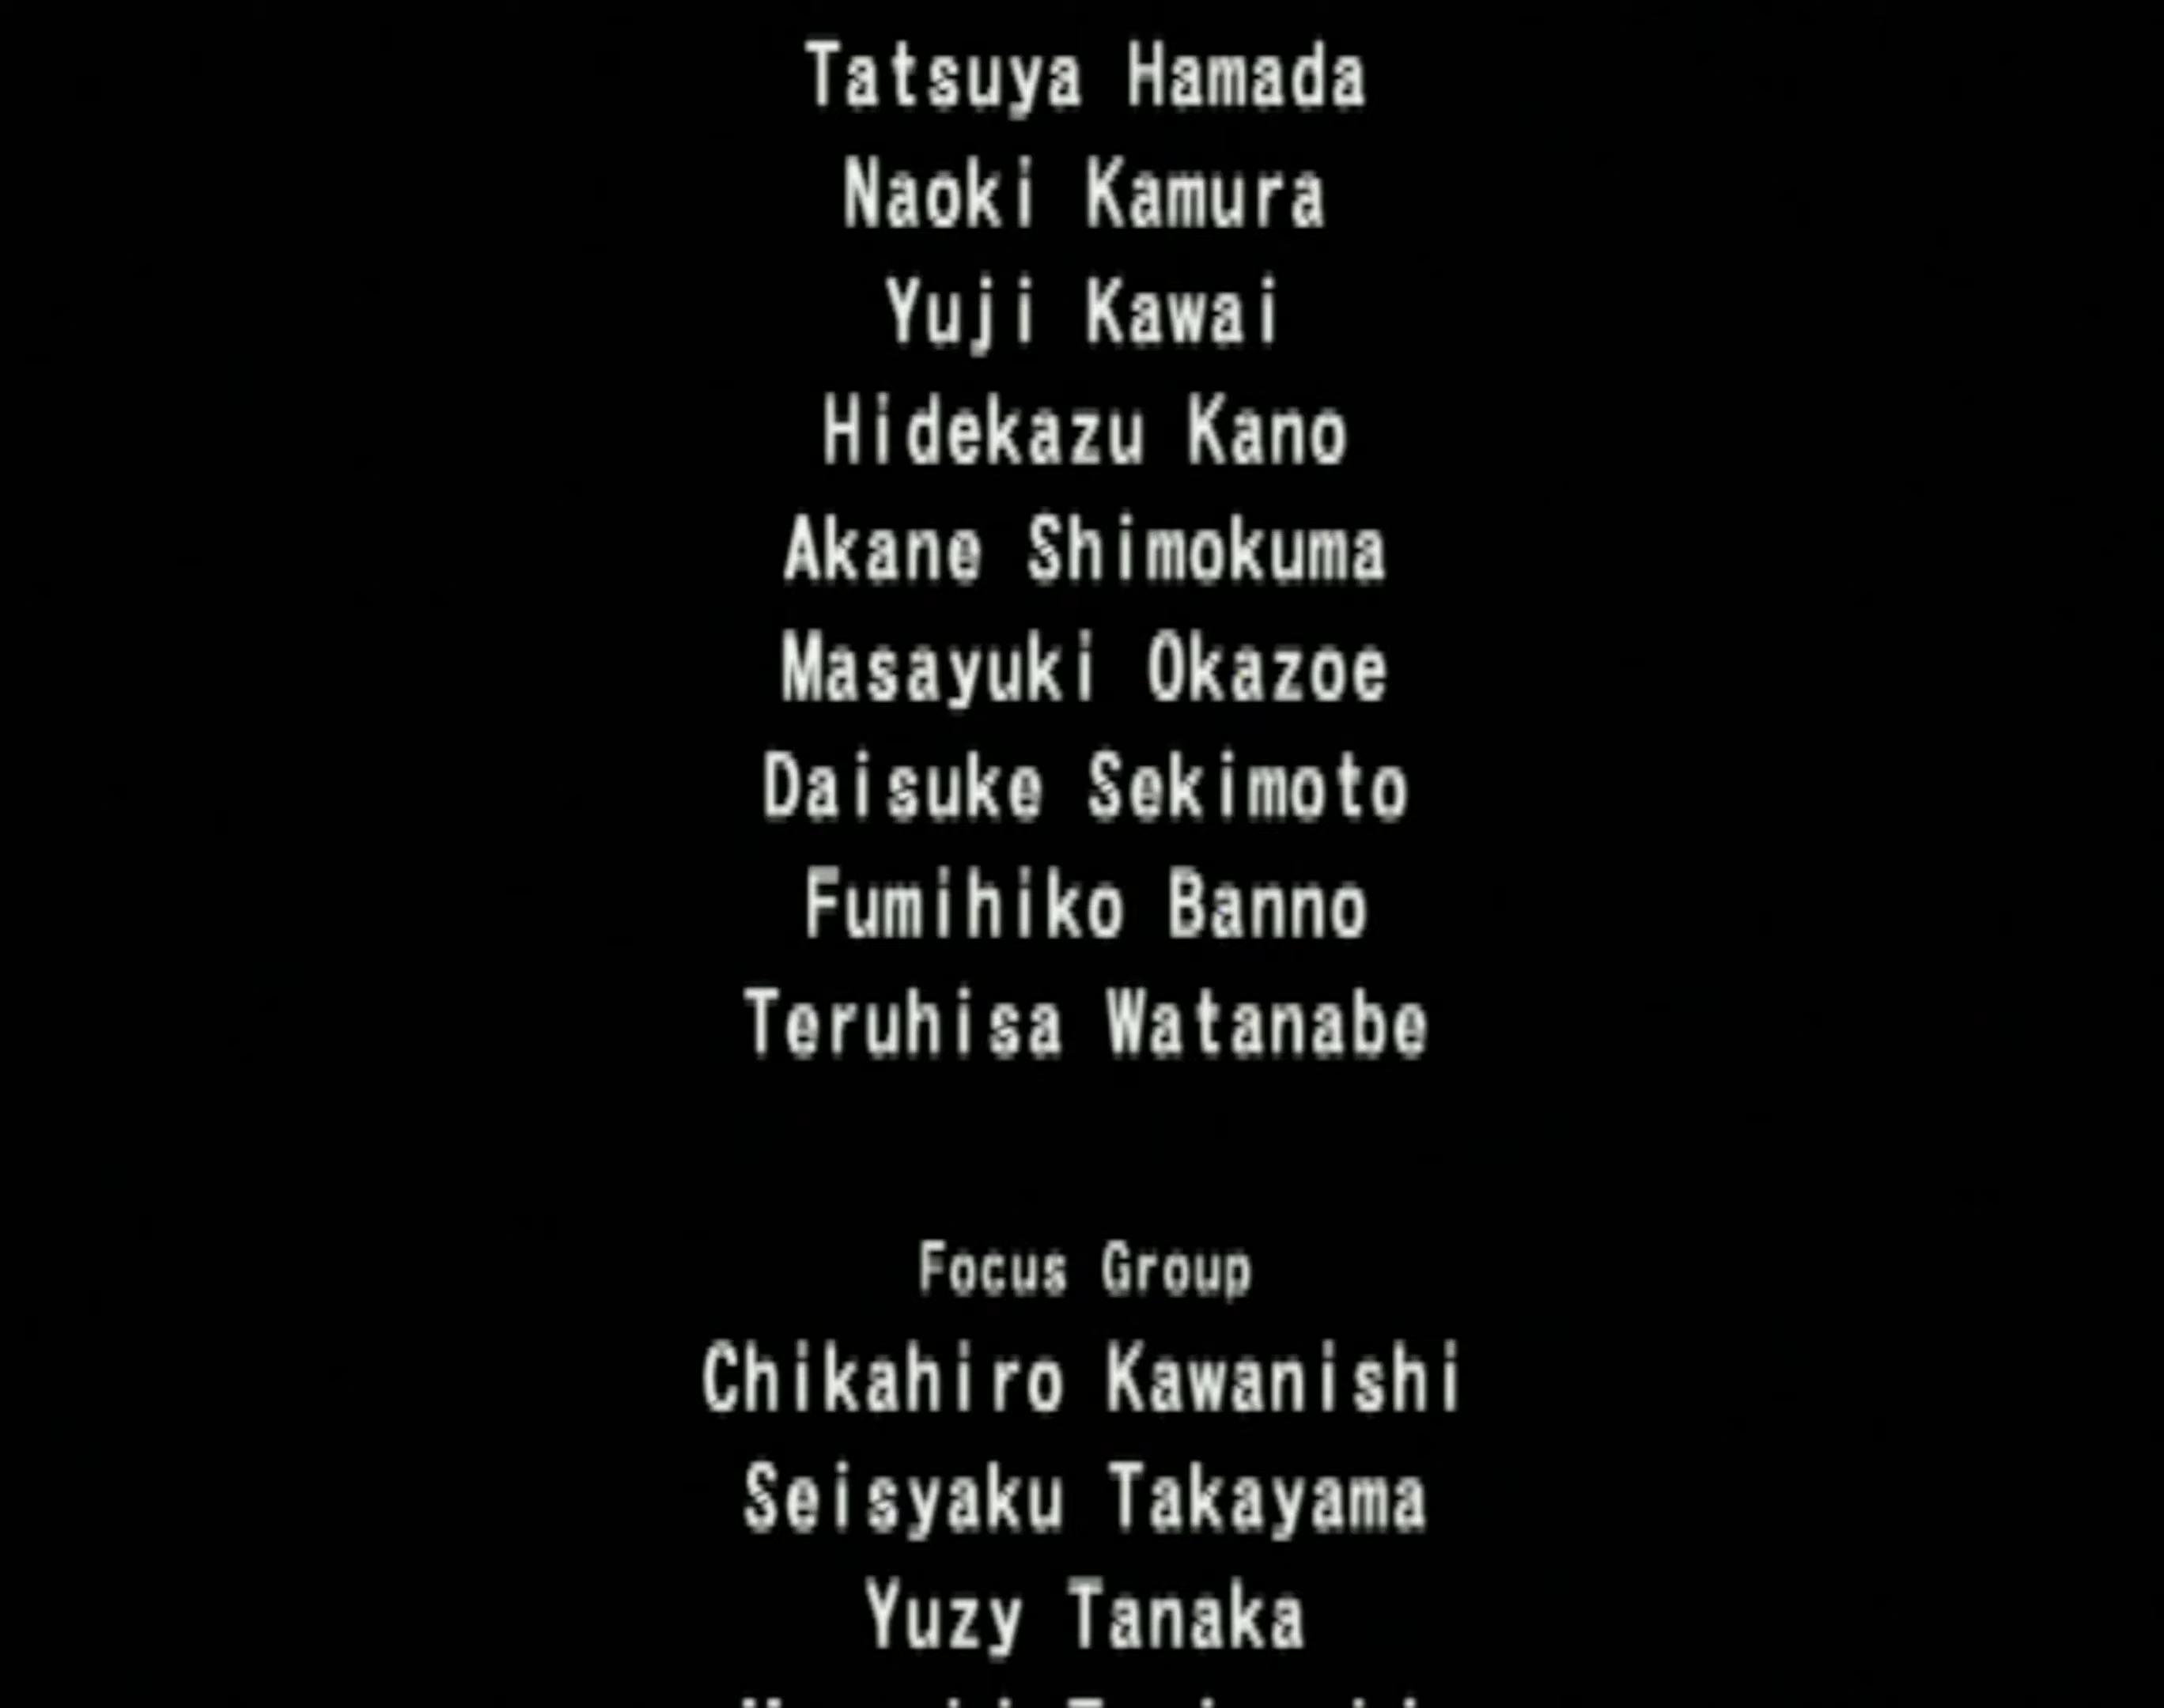 Tatsuya Hamada
Naoki Kamura
Yuji Kawai
Hidekazu Kano
Akane Shimokuma
Masayuki Okazoe
Daisuke Sekimoto
Fumihiko Banno
Teruhisa Watanabe
Focus Group
Chikahiro Kawanishi
Seisyaku Takayama
Yuzy Tanaka